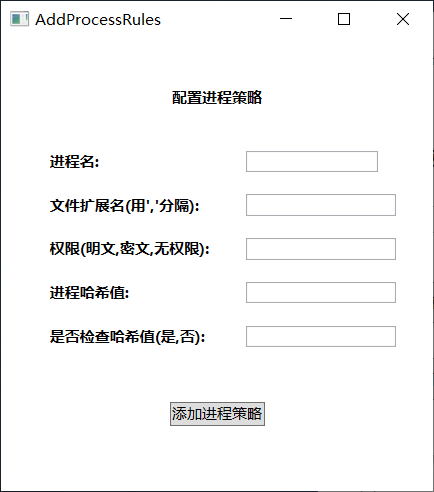 AddProcessRules
配置进程策略
进程名:
文件扩展名(用','分隔):
权限(明文,密文,无权限):
进程哈希值:
是否检查哈希值(是,否):
添加进程策略